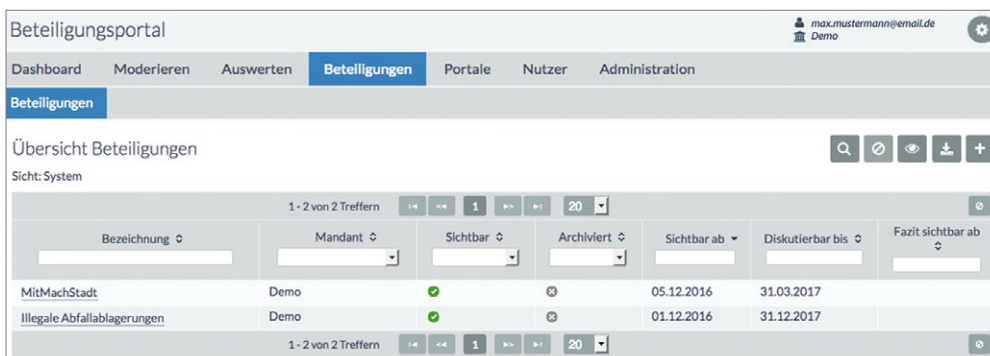 Beteiligungsportal
max.mustermann@email.de
Demo
Dashboard Moderieren Auswerten Beteiligungen Portale Nutzer Administration
Beteiligungen
Übersicht Beteiligungen
Sicht: System
1 - 2 von 2 Treffern 1 20
Bezeichnung Mandant Sichtbar Archiviert Sichtbar ab Diskutierbar bis Fazit sichtbar ab
MitMachStadt Demo 05.12.2016 31.03.2017
Illegale Abfallablagerungen Demo 01.12.2016 31.12.2017
1 - 2 von 2 Treffern 1 20